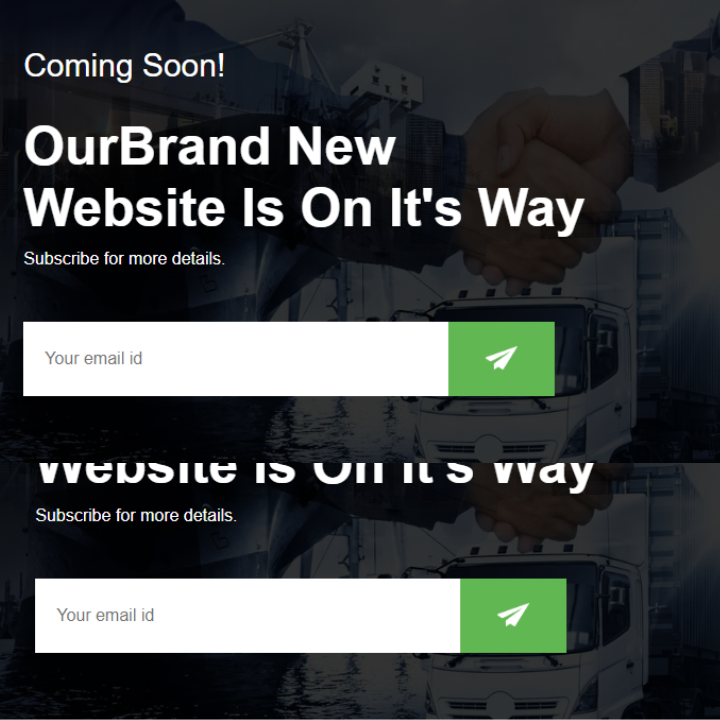 Coming Soon!
OurBrand New
Website Is On It's Way
Subscribe for more details.
Your email id
Website Is On It's Way
Subscribe for more details.
Your email id